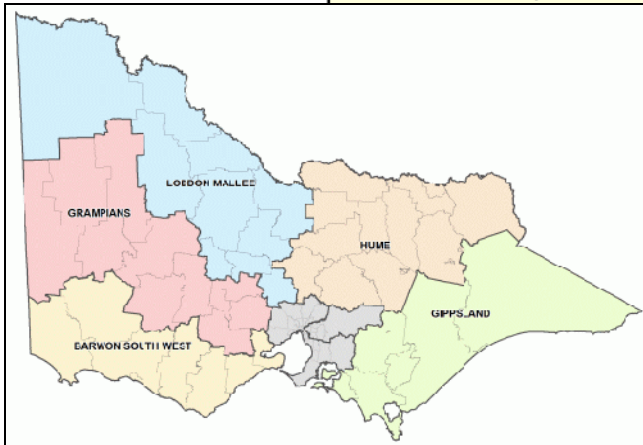 LODDON MALLEE
GRAMPIANS
HUME
GIPPSLAND
BARWON SOUTH WEST